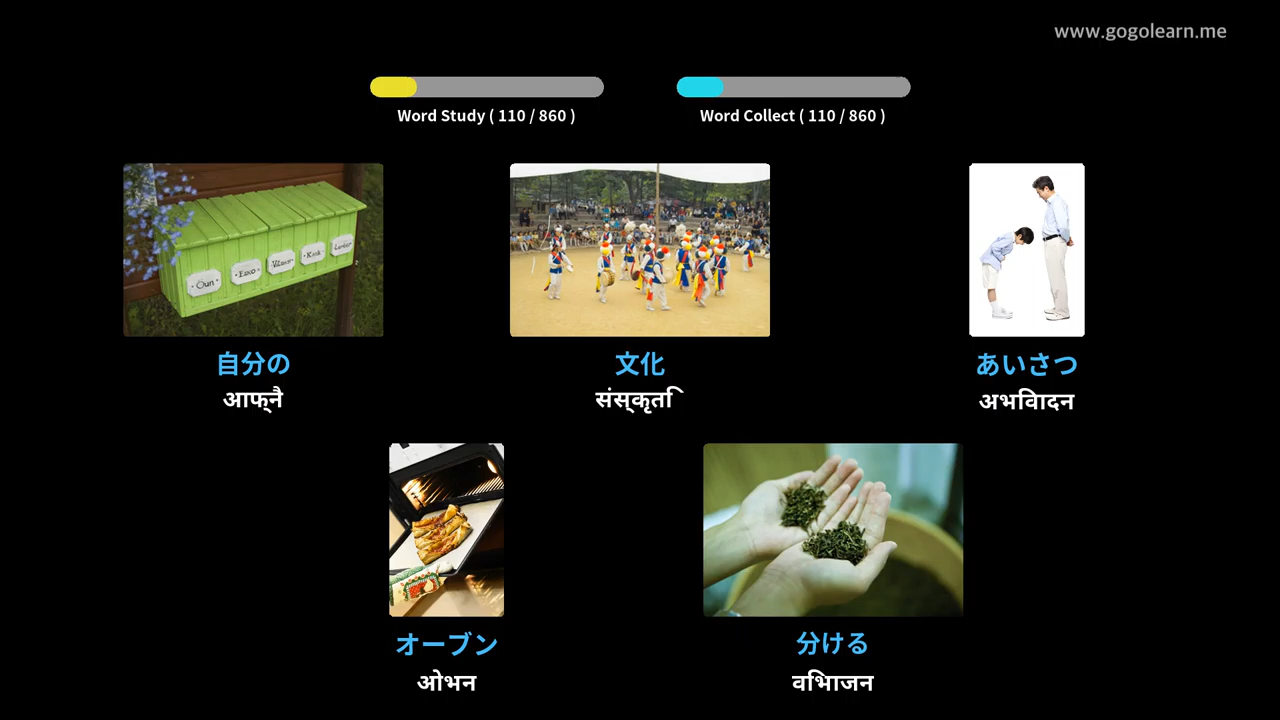 www.gogolearn.me
Word Study ( 110 / 860 )
Word Collect ( 110 / 860 )
自分の
आफ्नै
文化
संस्कृति
あいさつ
अभिवादन
オーブン
ओभन
分ける
विभाजन